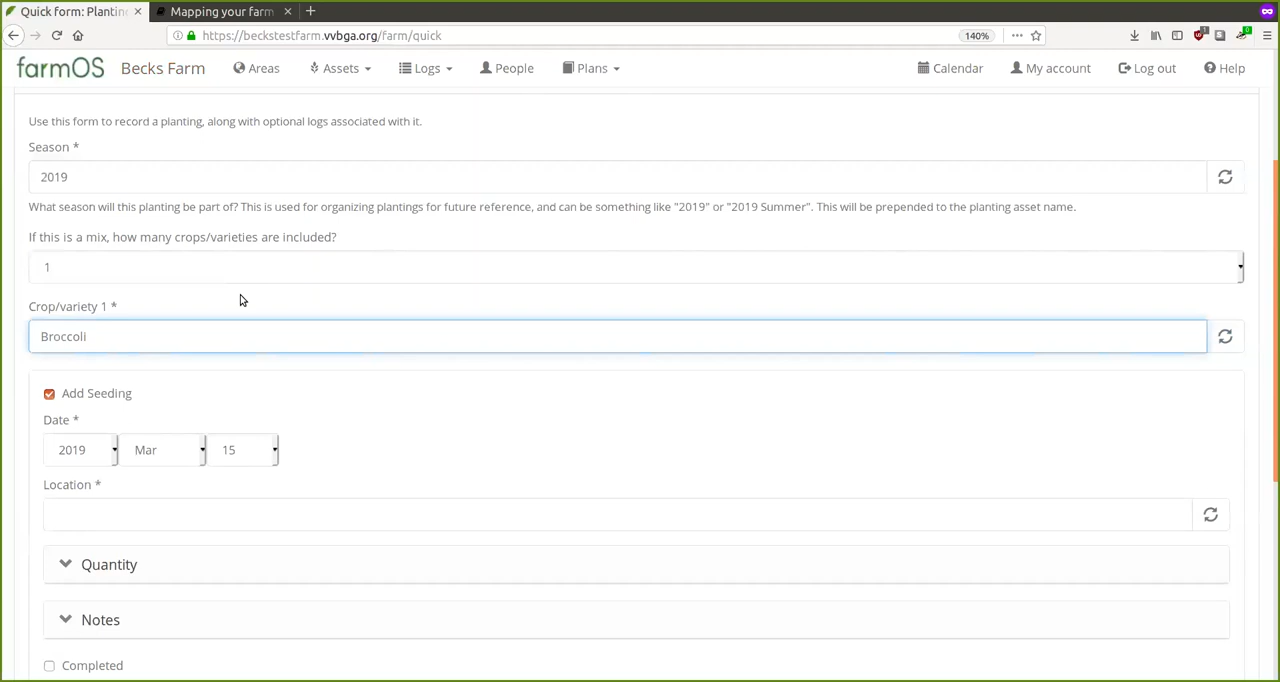 Quick form: Planting
Mapping your farm
https://beckstestfarm.vvbga.org/farm/quick
140%
farmOS Becks Farm Areas Assets Logs People Plans Calendar My account Log out Help
Use this form to record a planting, along with optional logs associated with it.
Season *
2019
What season will this planting be part of? This is used for organizing plantings for future reference, and can be something like "2019" or "2019 Summer". This will be prepended to the planting asset name.
If this is a mix, how many crops/varieties are included?
1
Crop/variety 1 *
Broccoli
Add Seeding
Date *
2019 Mar 15
Location *
Quantity
Notes
Completed